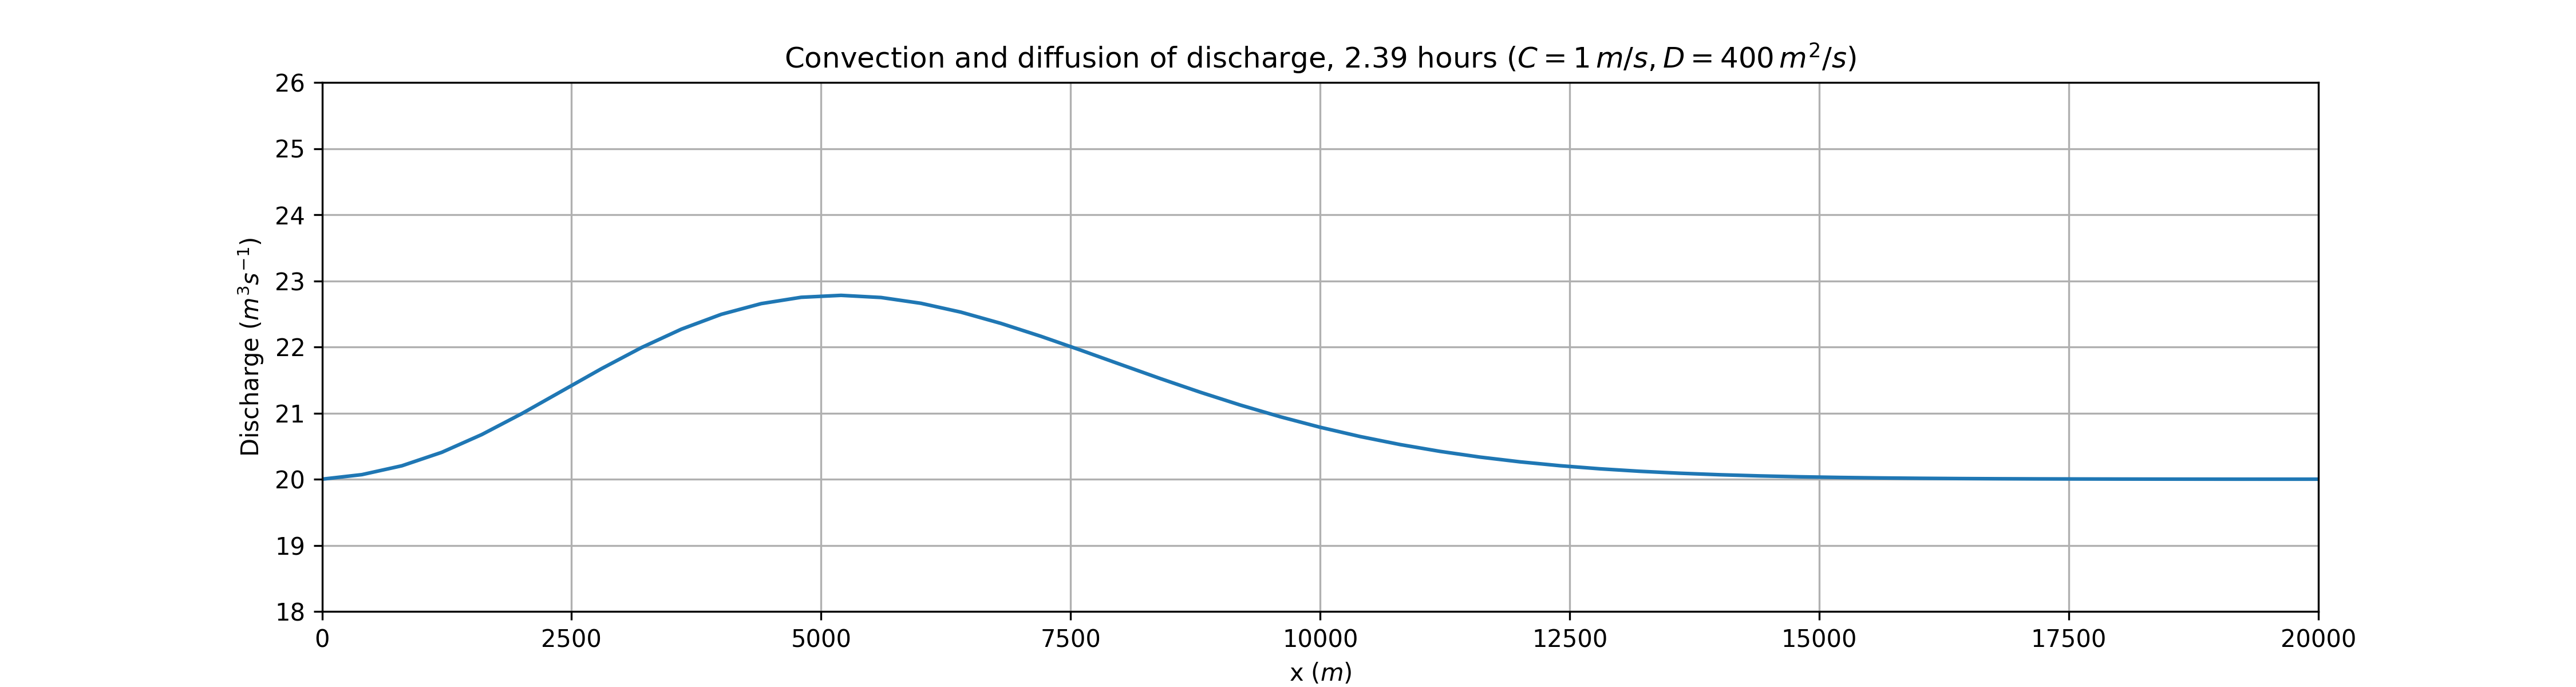 Convection and diffusion of discharge, 2.39 hours (C = 1 m/s, D = 400 m²/s)
26
25
24
23
22
21
20
19
18
Discharge (m³s⁻¹)
0 2500 5000 7500 10000 12500 15000 17500 20000
x (m)